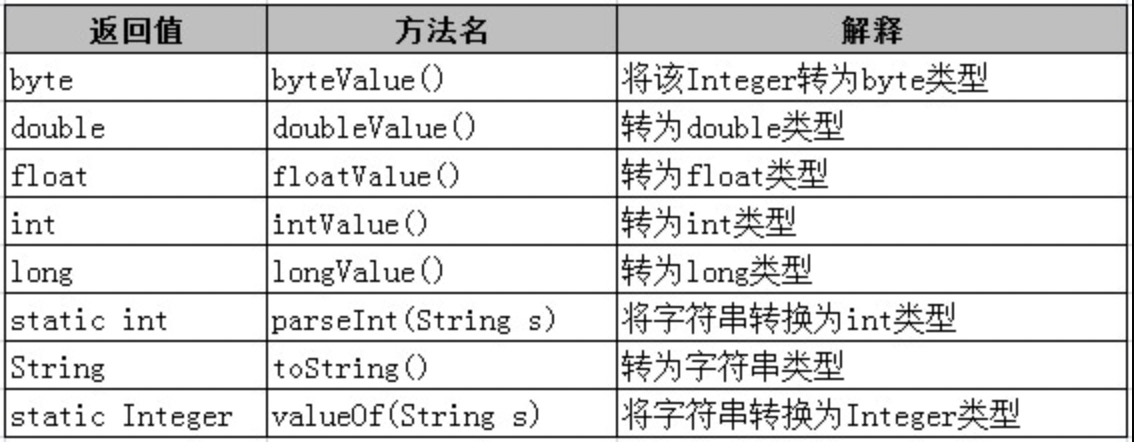 返回值 方法名 解释
byte byteValue() 将该Integer转为byte类型
double doubleValue() 转为double类型
float floatValue() 转为float类型
int intValue() 转为int类型
long longValue() 转为long类型
static int parseInt(String s) 将字符串转换为int类型
String toString() 转为字符串类型
static Integer valueOf(String s) 将字符串转换为Integer类型